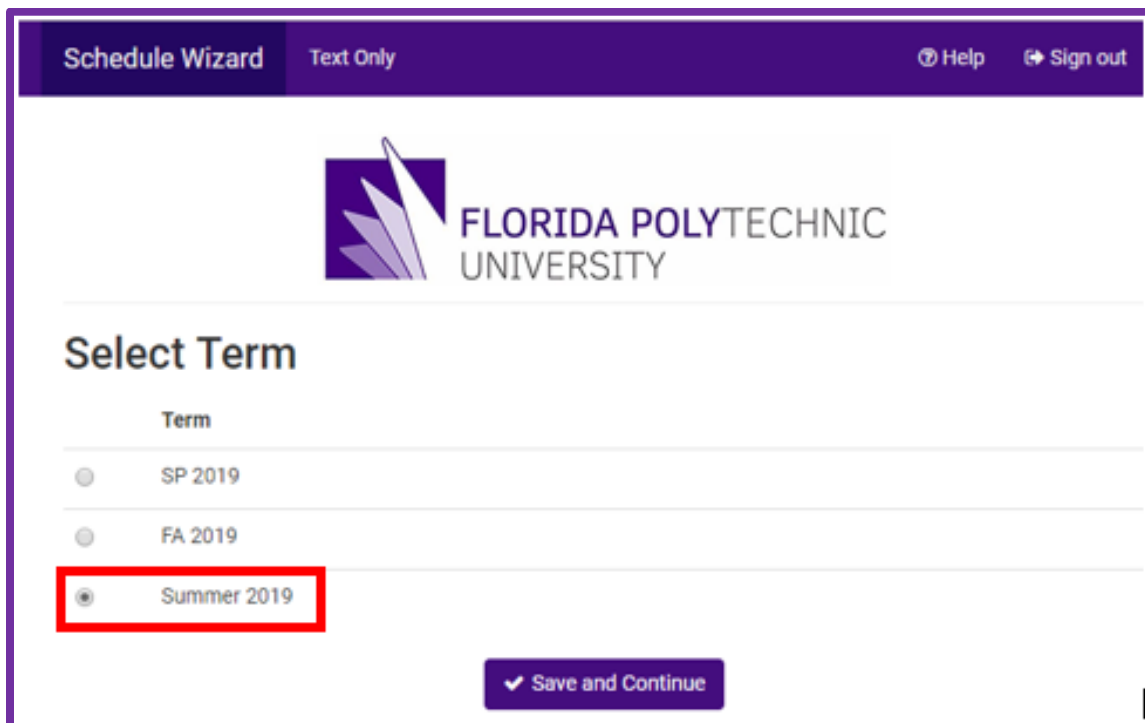 Schedule Wizard Text Only Help Sign out
FLORIDA POLYTECHNIC
UNIVERSITY
Select Term
Term
SP 2019
FA 2019
Summer 2019
Save and Continue